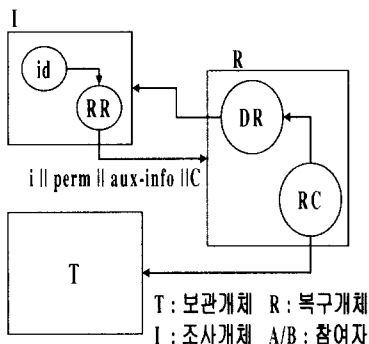 I
id
RR
R
DR
RC
i || perm || aux-info ||C
T
T : 보관개체 R : 복구개체
I : 조사개체 A/B : 참여자